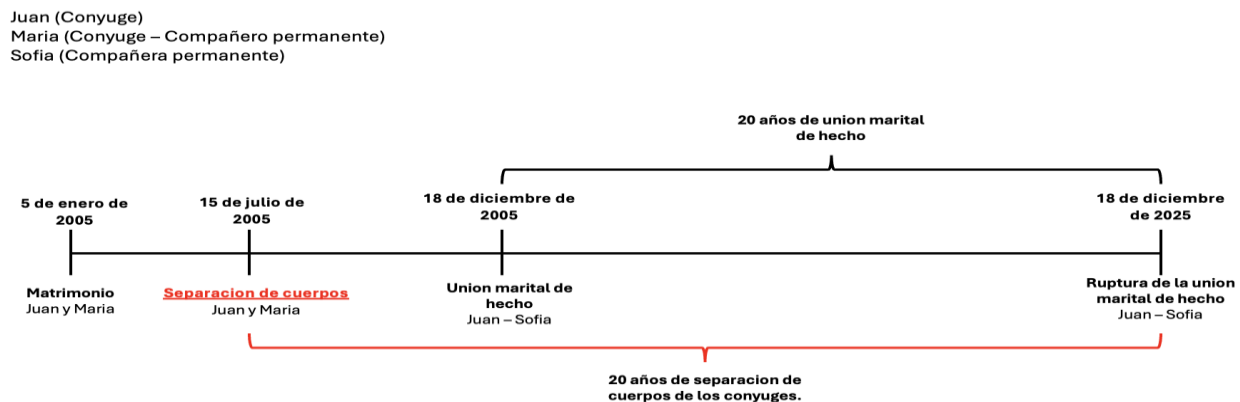 Juan (Conyuge)
Maria (Conyuge – Compañero permanente)
Sofia (Compañera permanente)
20 años de union marital
de hecho
5 de enero de
2005
15 de julio de
2005
18 de diciembre de
2005
18 de diciembre
de 2025
Matrimonio
Juan y Maria
Separacion de cuerpos
Juan y Maria
Union marital de
hecho
Juan – Sofia
Ruptura de la union
marital de hecho
Juan – Sofia
20 años de separacion de
cuerpos de los conyuges.